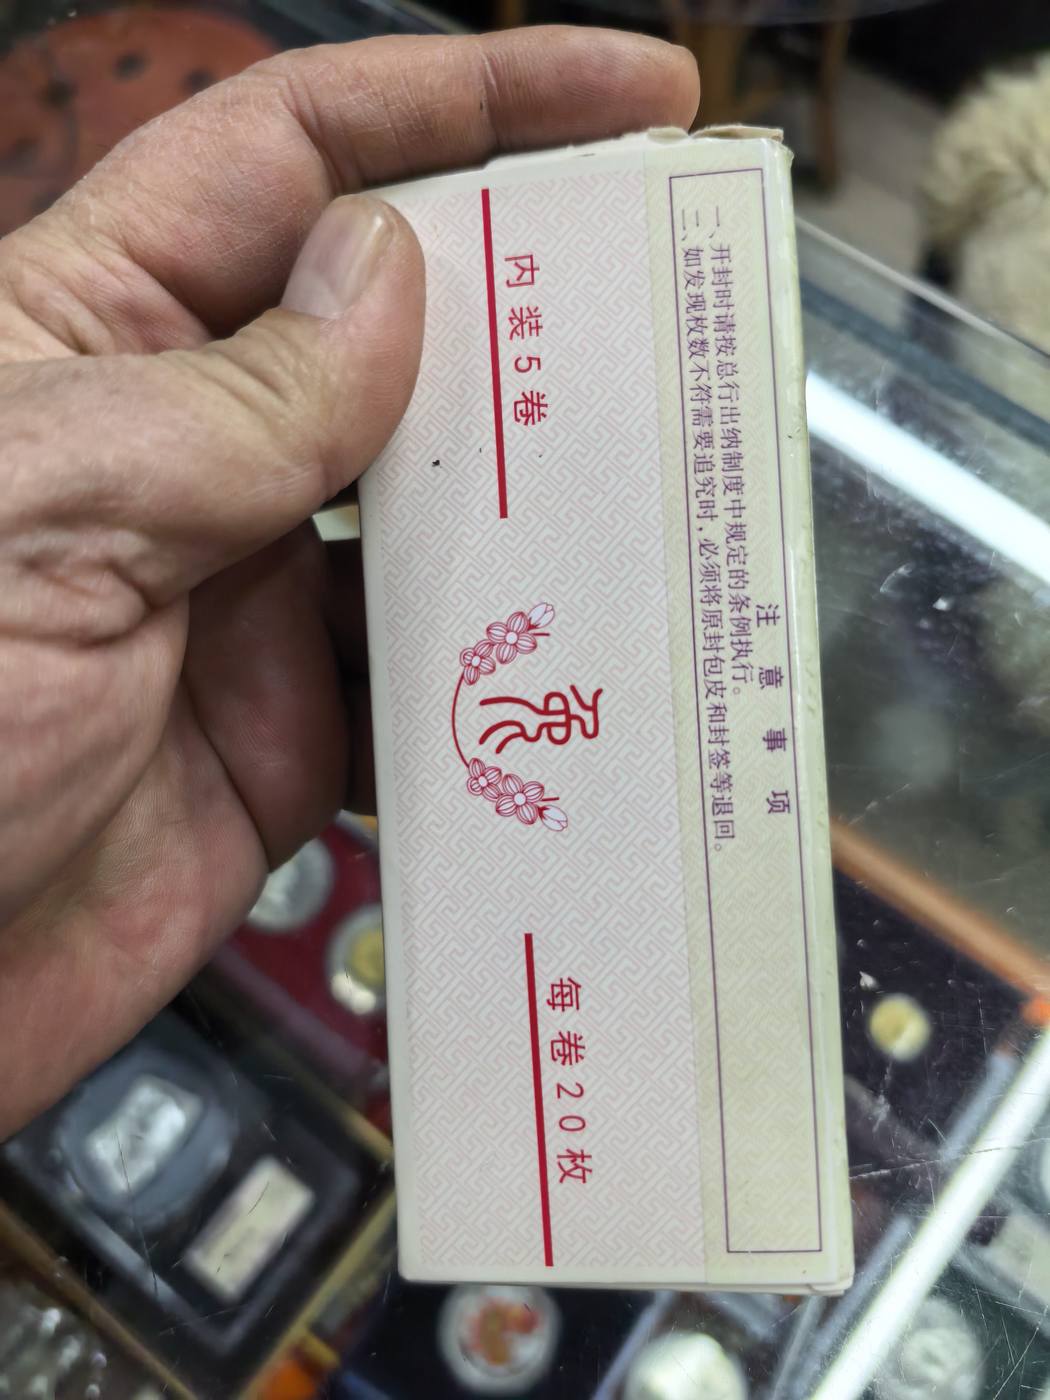 注意事项
一、开封时请按总行出纳制度中规定的条例执行。
二、如发现枚数不符需要追究时，必须将原封包皮和封签等退回。
内装5卷
每卷20枚